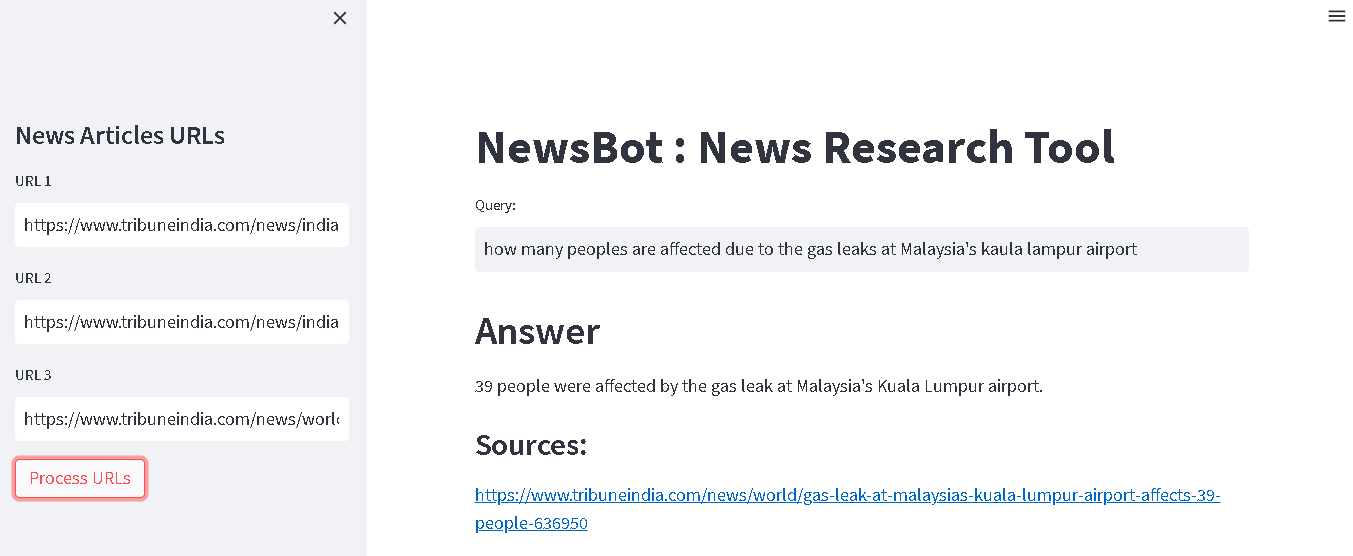 News Articles URLs
URL 1
https://www.tribuneindia.com/news/india
URL 2
https://www.tribuneindia.com/news/india
URL 3
https://www.tribuneindia.com/news/worl
Process URLs
NewsBot : News Research Tool
Query:
how many peoples are affected due to the gas leaks at Malaysia's kaula lampur airport
Answer
39 people were affected by the gas leak at Malaysia's Kuala Lumpur airport.
Sources:
https://www.tribuneindia.com/news/world/gas-leak-at-malaysias-kuala-lumpur-airport-affects-39-
people-636950